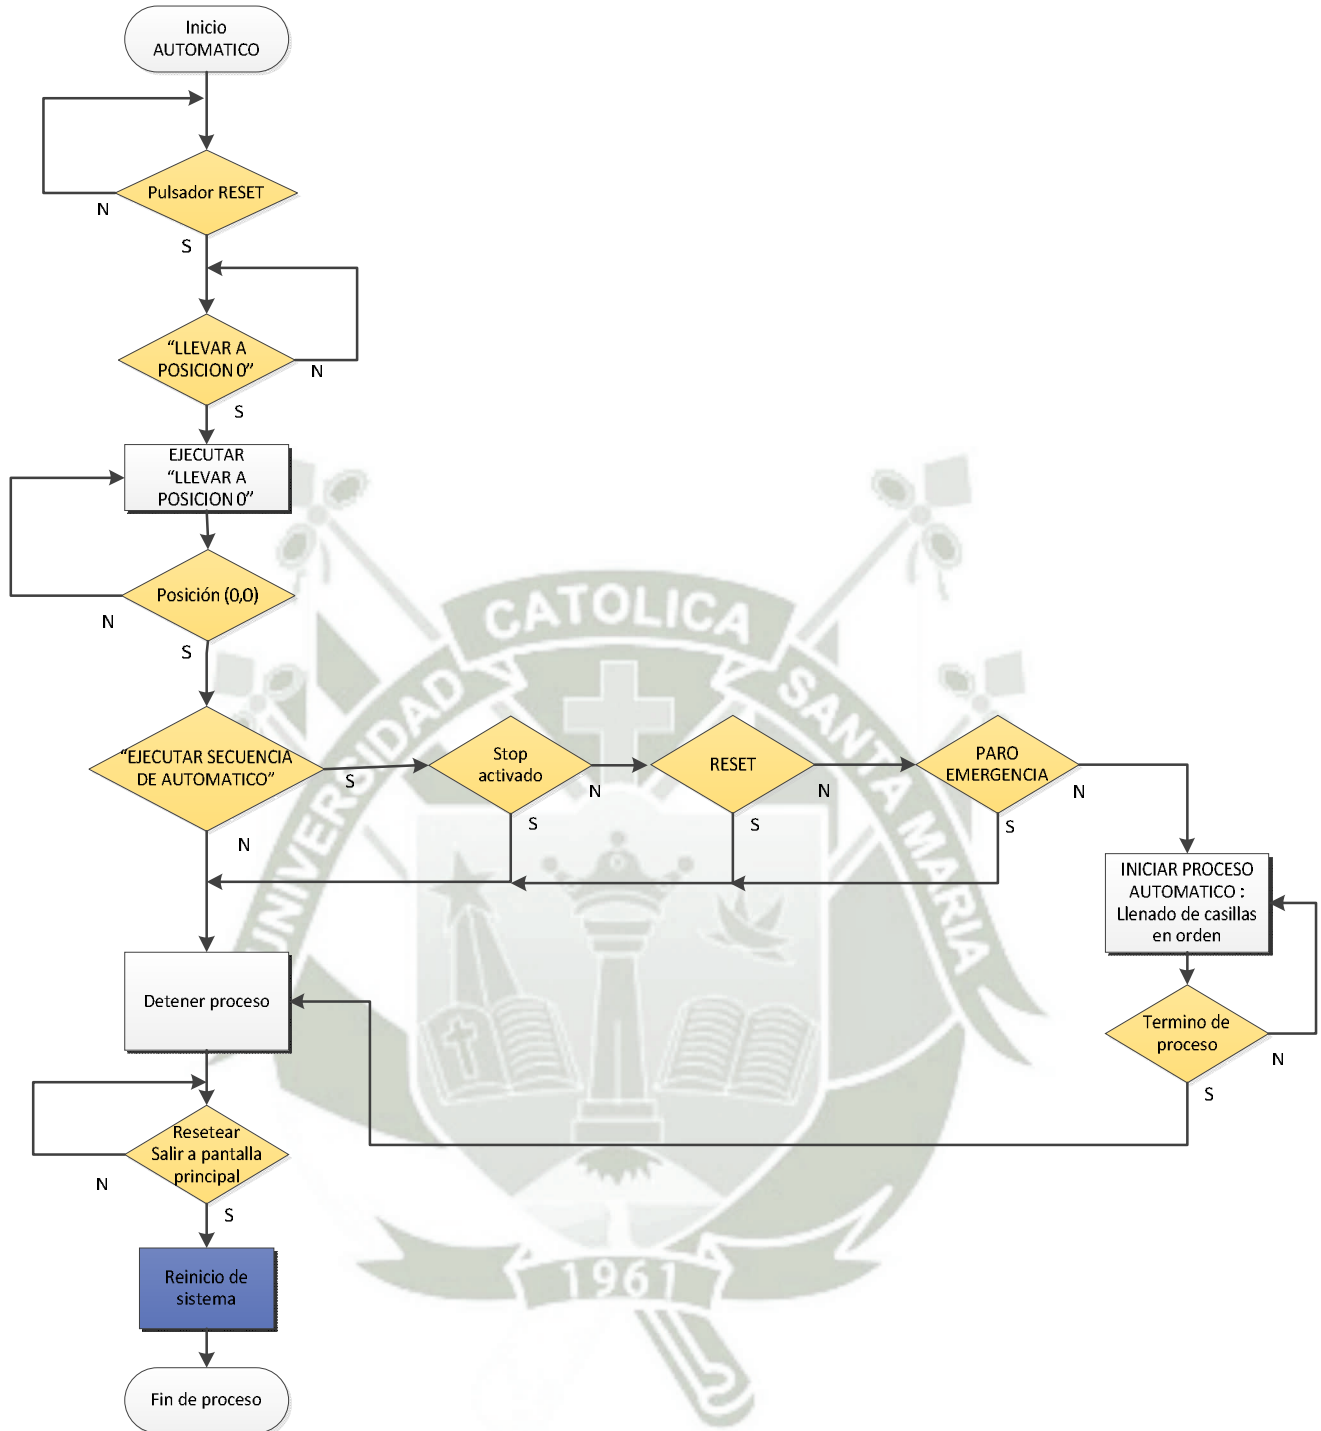 Inicio
AUTOMATICO
Pulsador RESET
N
S
“LLEVAR A
POSICION 0”
N
S
EJECUTAR
“LLEVAR A
POSICION 0”
Posición (0,0)
N
S
“EJECUTAR SECUENCIA
DE AUTOMATICO”
S
N
Stop
activado
N
S
RESET
N
S
PARO
EMERGENCIA
N
S
INICIAR PROCESO
AUTOMATICO :
Llenado de casillas
en orden
Termino de
proceso
N
S
Detener proceso
Resetear
Salir a pantalla
principal
N
S
Reinicio de
sistema
Fin de proceso
UNIVERSIDAD
CATOLICA
SANTA MARIA
1961